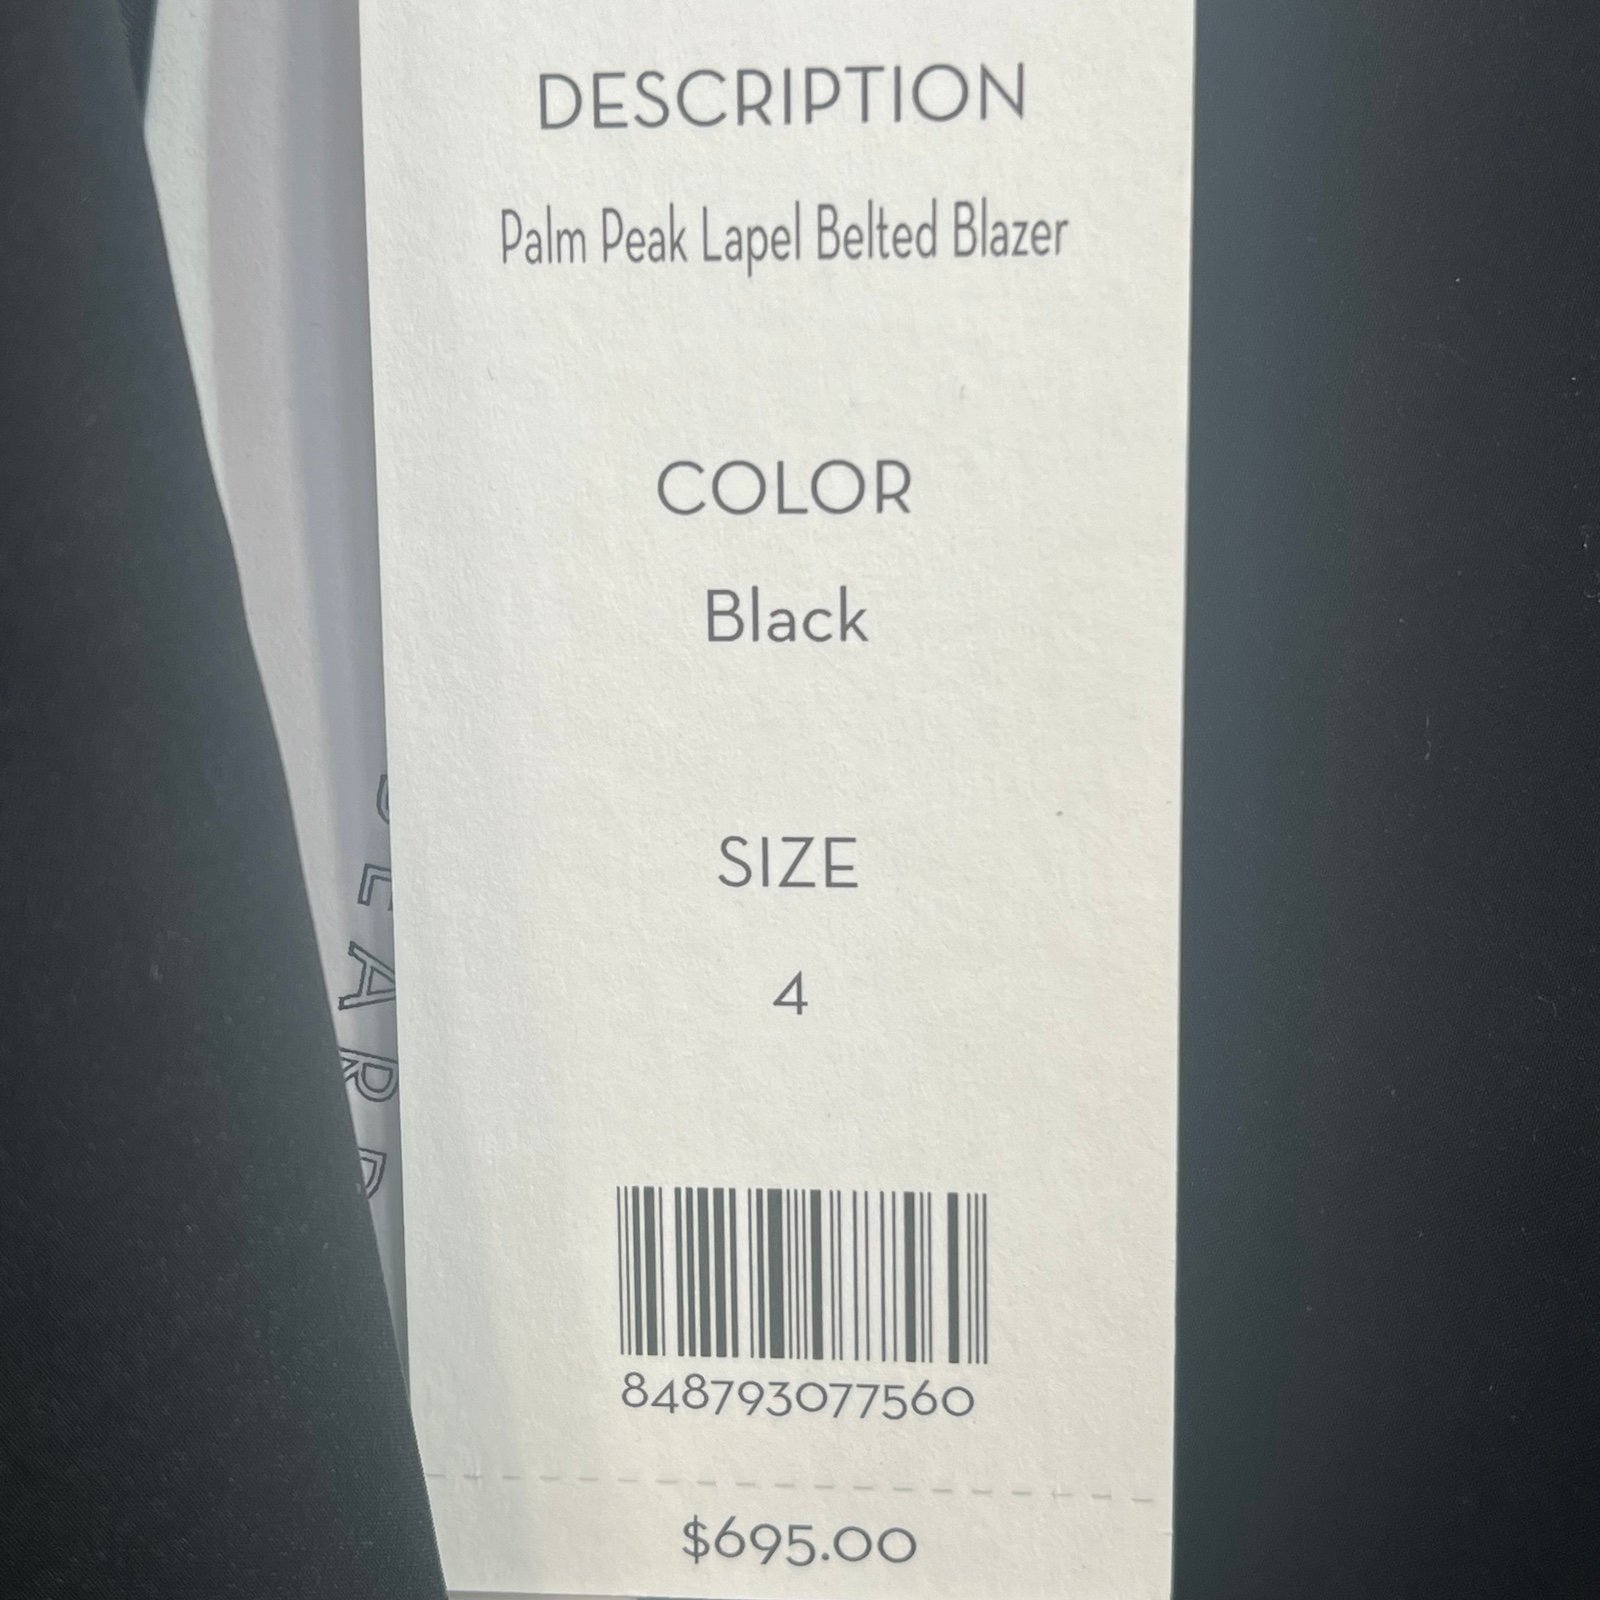 DESCRIPTION
Palm Peak Lapel Belted Blazer
COLOR
Black
SIZE
4
848793077560
$695.00